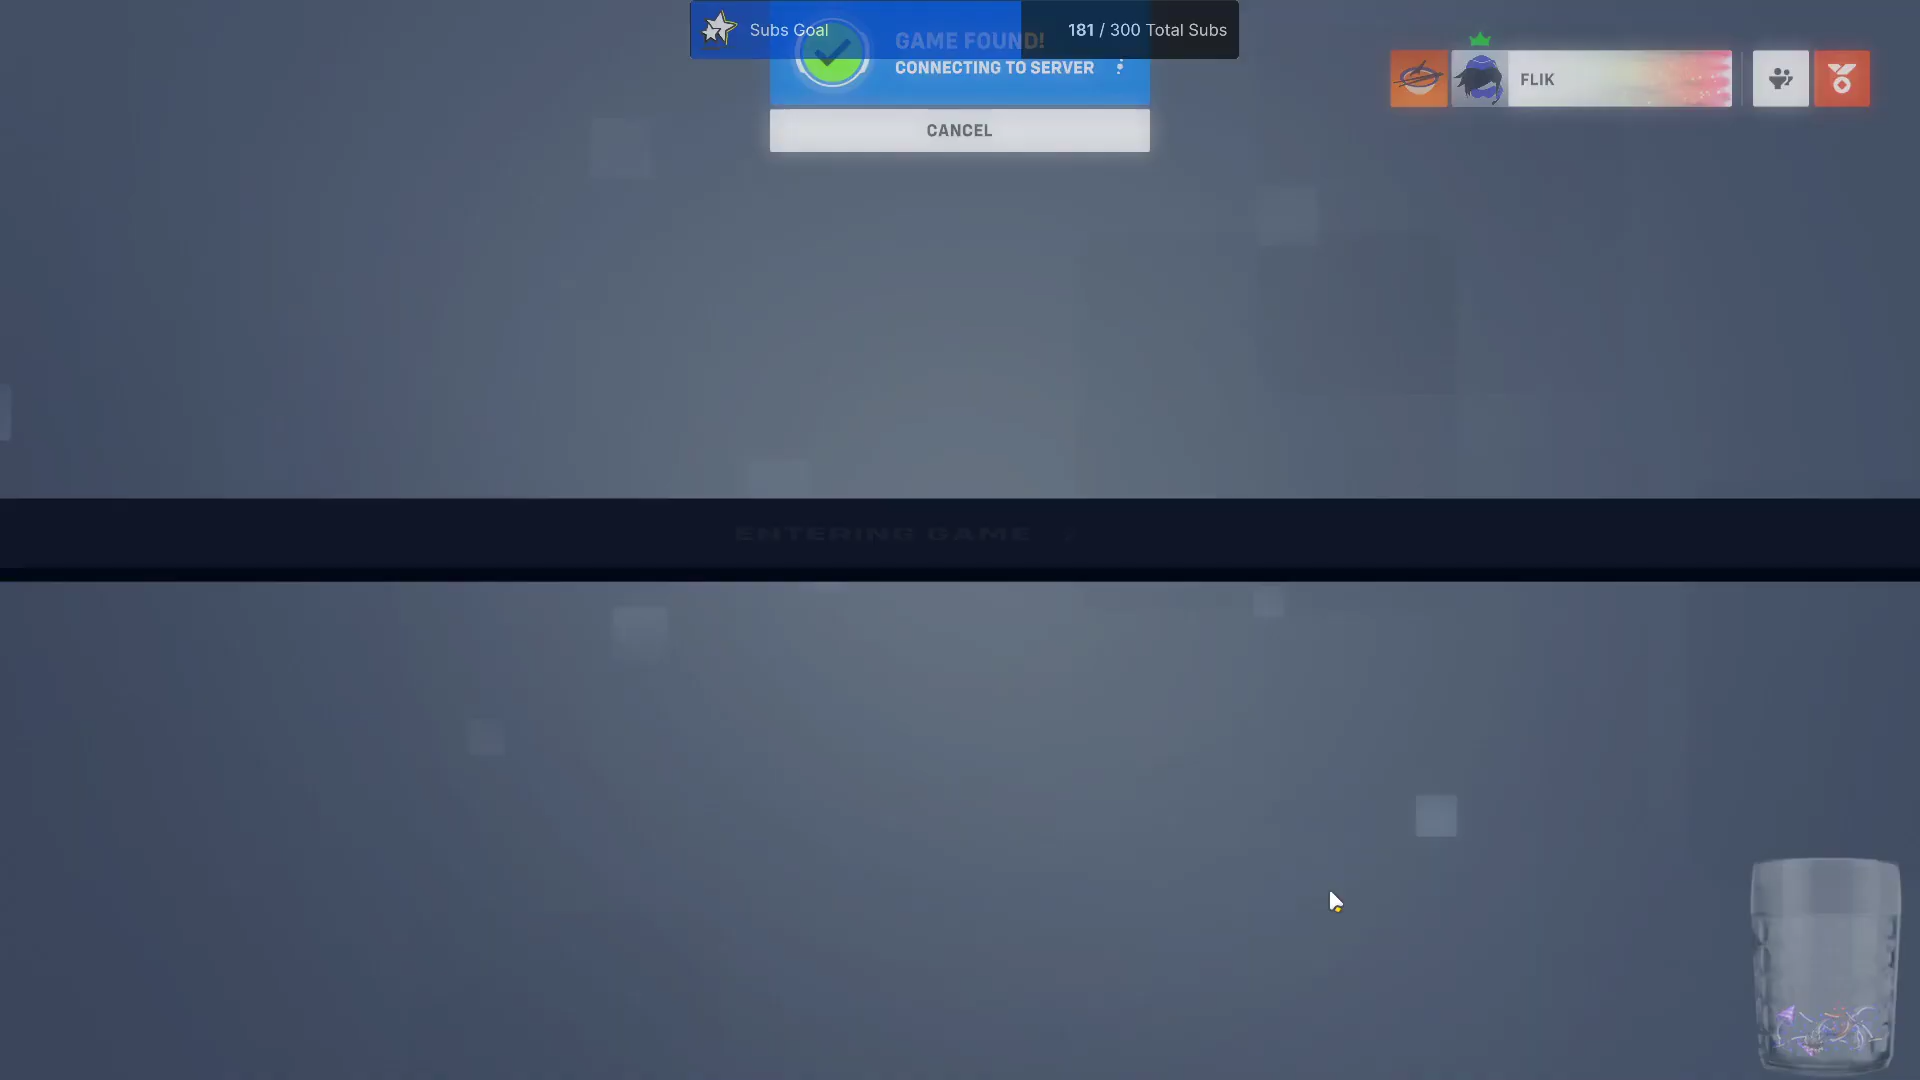 Subs Goal
181 / 300 Total Subs
GAME FOUND!
CONNECTING TO SERVER
CANCEL
FLIK
ENTERING GAME